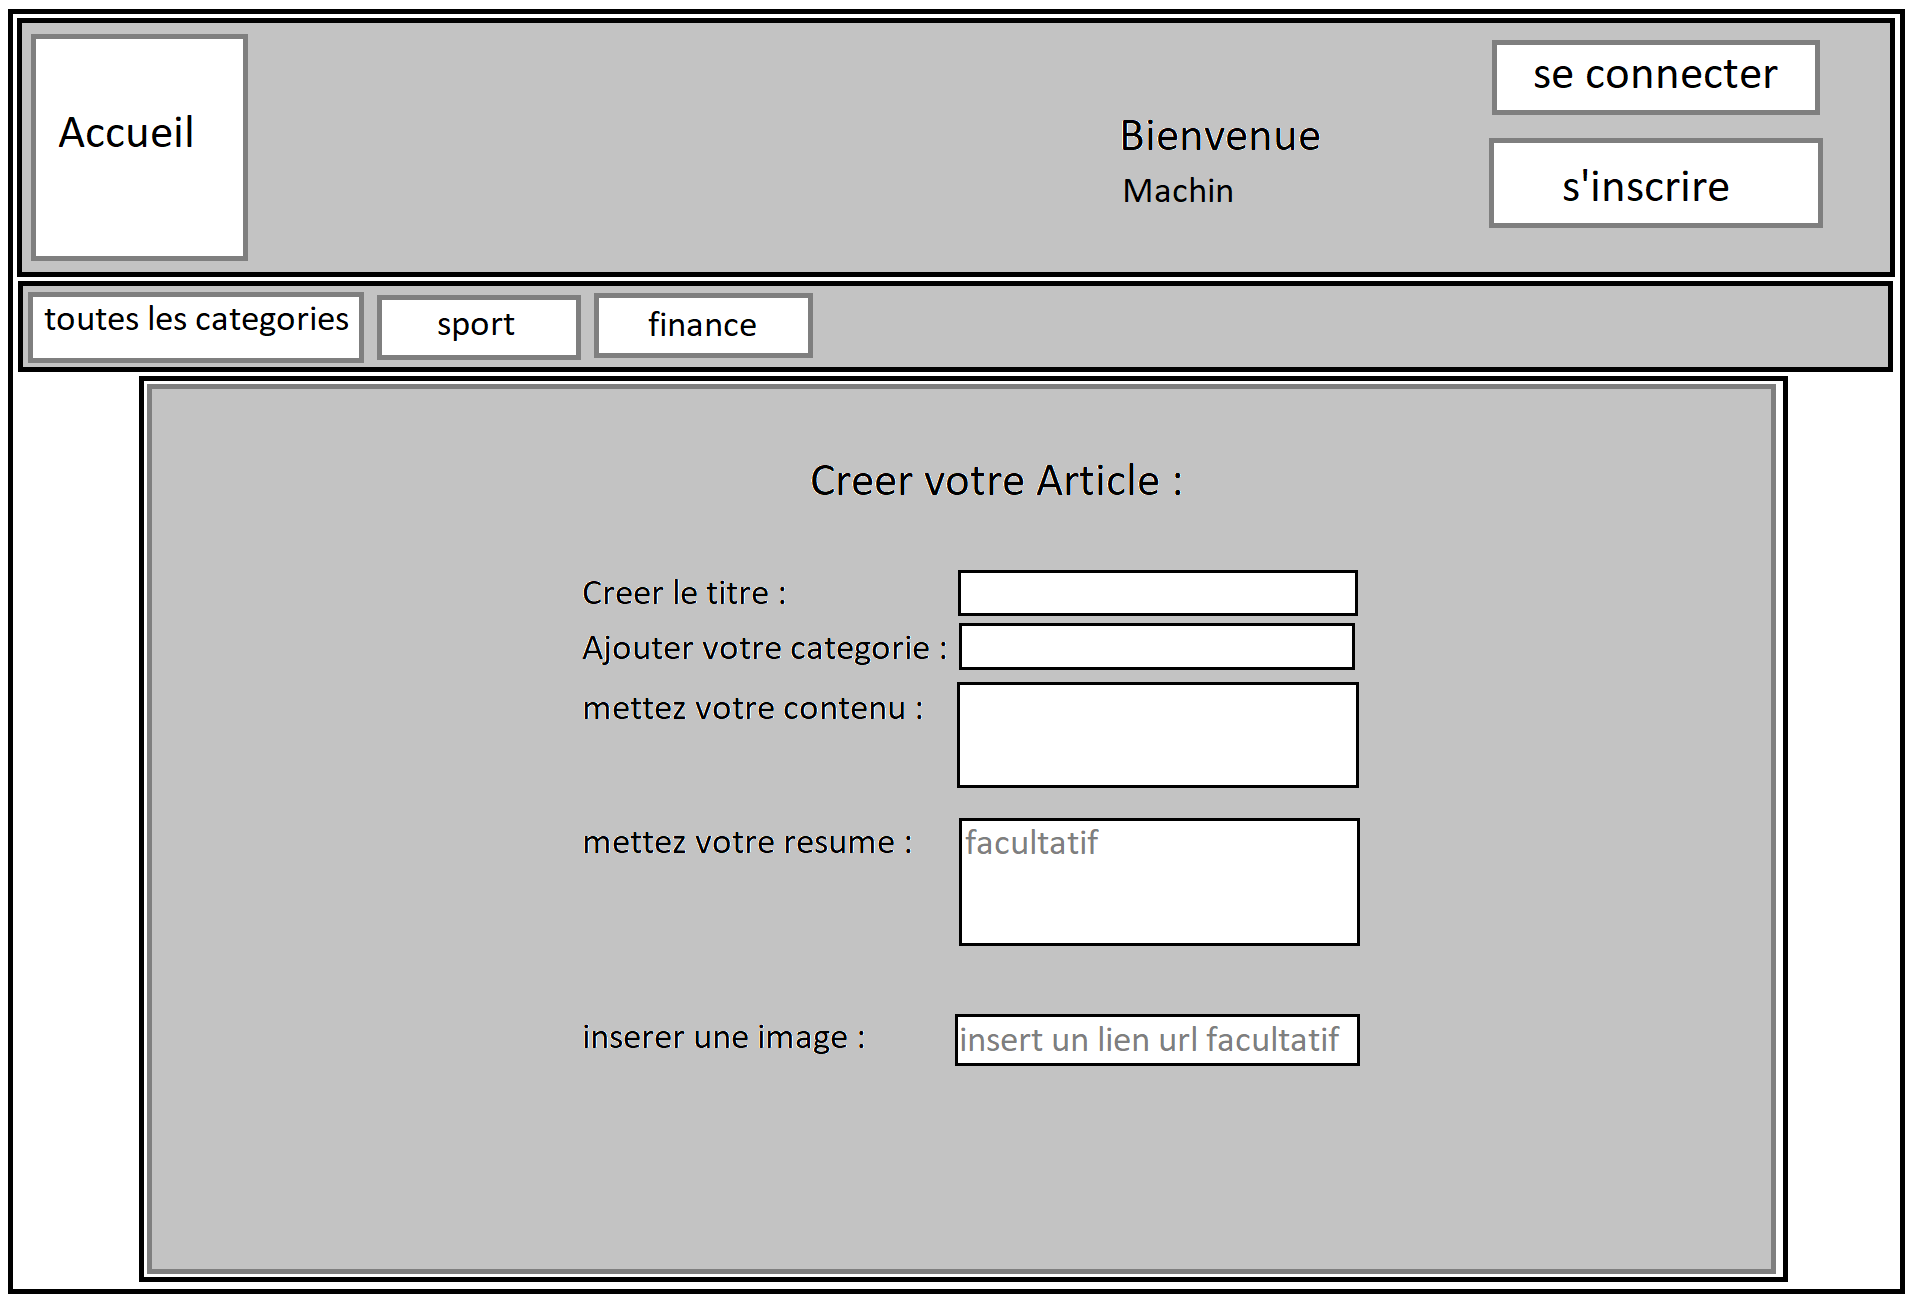 Accueil
Bienvenue
Machin
se connecter
s'inscrire
toutes les categories
sport
finance
Creer votre Article :
Creer le titre :
Ajouter votre categorie :
mettez votre contenu :
mettez votre resume :
facultatif
inserer une image :
insert un lien url facultatif